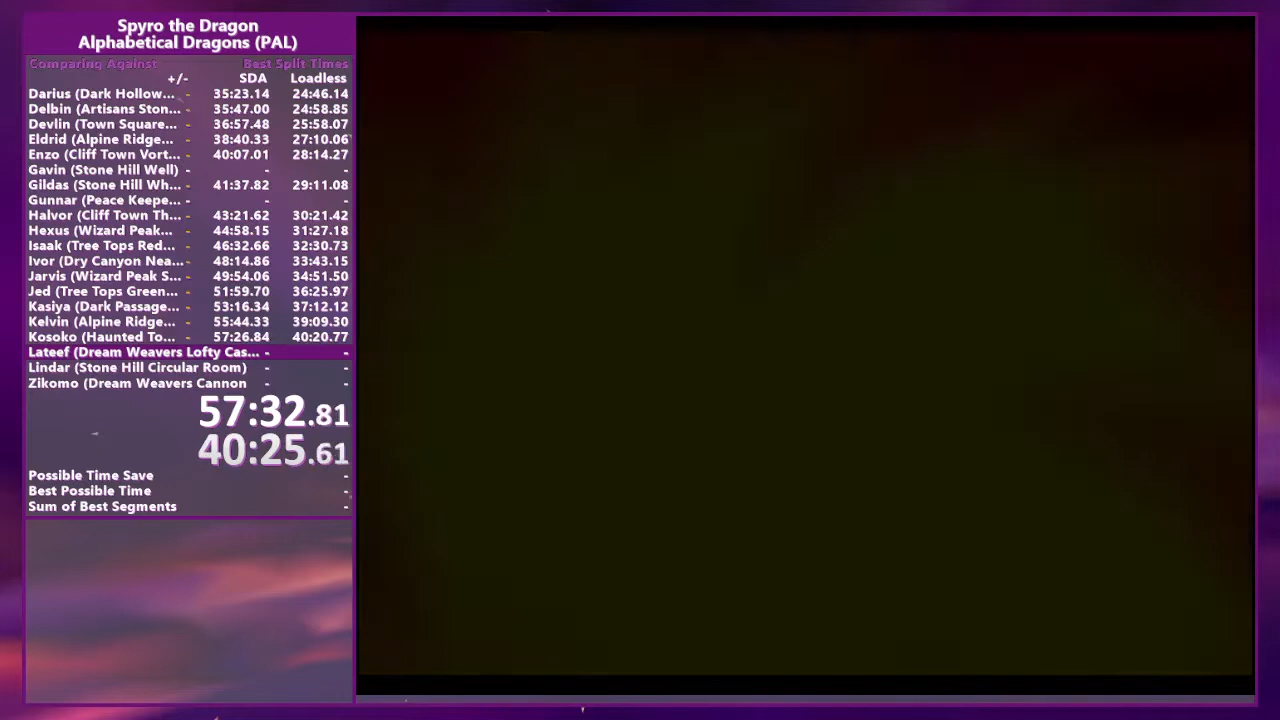 Spyro the Dragon
Alphabetical Dragons (PAL)
Comparing Against Best Split Times
+/- SDA Loadless
Darius (Dark Hollow... - 35:23.14 24:46.14
Delbin (Artisans Ston... - 35:47.00 24:58.85
Devlin (Town Square... - 36:57.48 25:58.07
Eldrid (Alpine Ridge... - 38:40.33 27:10.06
Enzo (Cliff Town Vort... - 40:07.01 28:14.27
Gavin (Stone Hill Well) - - -
Gildas (Stone Hill Wh... - 41:37.82 29:11.08
Gunnar (Peace Keepe... - - -
Halvor (Cliff Town Th... - 43:21.62 30:21.42
Hexus (Wizard Peak... - 44:58.15 31:27.18
Isaak (Tree Tops Red... - 46:32.66 32:30.73
Ivor (Dry Canyon Nea... - 48:14.86 33:43.15
Jarvis (Wizard Peak S... - 49:54.06 34:51.50
Jed (Tree Tops Green... - 51:59.70 36:25.97
Kasiya (Dark Passage... - 53:16.34 37:12.12
Kelvin (Alpine Ridge... - 55:44.33 39:09.30
Kosoko (Haunted To... - 57:26.84 40:20.77
Lateef (Dream Weavers Lofty Cas... - -
Lindar (Stone Hill Circular Room) - -
Zikomo (Dream Weavers Cannon - -
57:32.81
40:25.61
Possible Time Save -
Best Possible Time -
Sum of Best Segments -